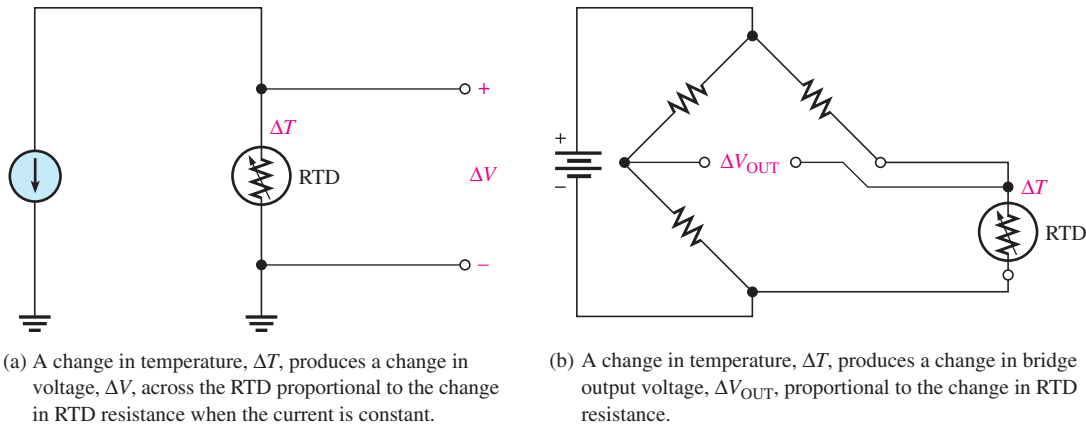 +
ΔT
RTD
ΔV
−
(a) A change in temperature, ΔT, produces a change in
voltage, ΔV, across the RTD proportional to the change
in RTD resistance when the current is constant.
+
−
ΔV_OUT
ΔT
RTD
(b) A change in temperature, ΔT, produces a change in bridge
output voltage, ΔV_OUT, proportional to the change in RTD
resistance.